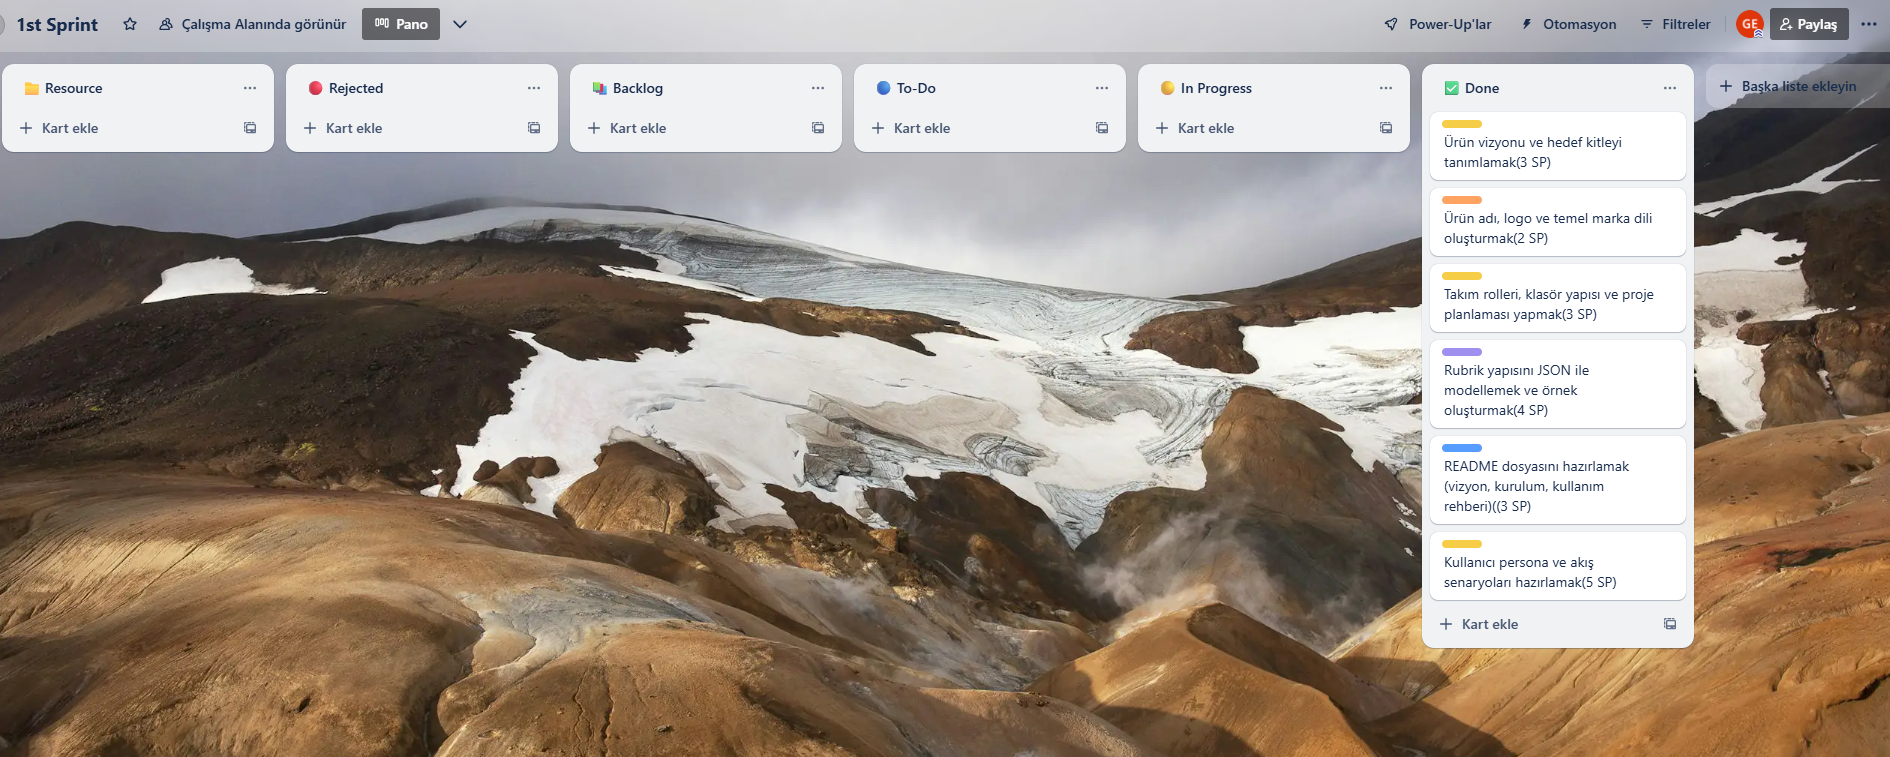 1st Sprint
Çalışma Alanında görünür
Pano
Power-Up'lar
Otomasyon
Filtreler
GE
Paylaş
Resource
Kart ekle
Rejected
Kart ekle
Backlog
Kart ekle
To-Do
Kart ekle
In Progress
Kart ekle
Done
Ürün vizyonu ve hedef kitleyi
tanımlamak(3 SP)
Ürün adı, logo ve temel marka dili
oluşturmak(2 SP)
Takım rolleri, klasör yapısı ve proje
planlaması yapmak(3 SP)
Rubrik yapısını JSON ile
modellemek ve örnek
oluşturmak(4 SP)
README dosyasını hazırlamak
(vizyon, kurulum, kullanım
rehberi)((3 SP)
Kullanıcı persona ve akış
senaryoları hazırlamak(5 SP)
Kart ekle
Başka liste ekleyin